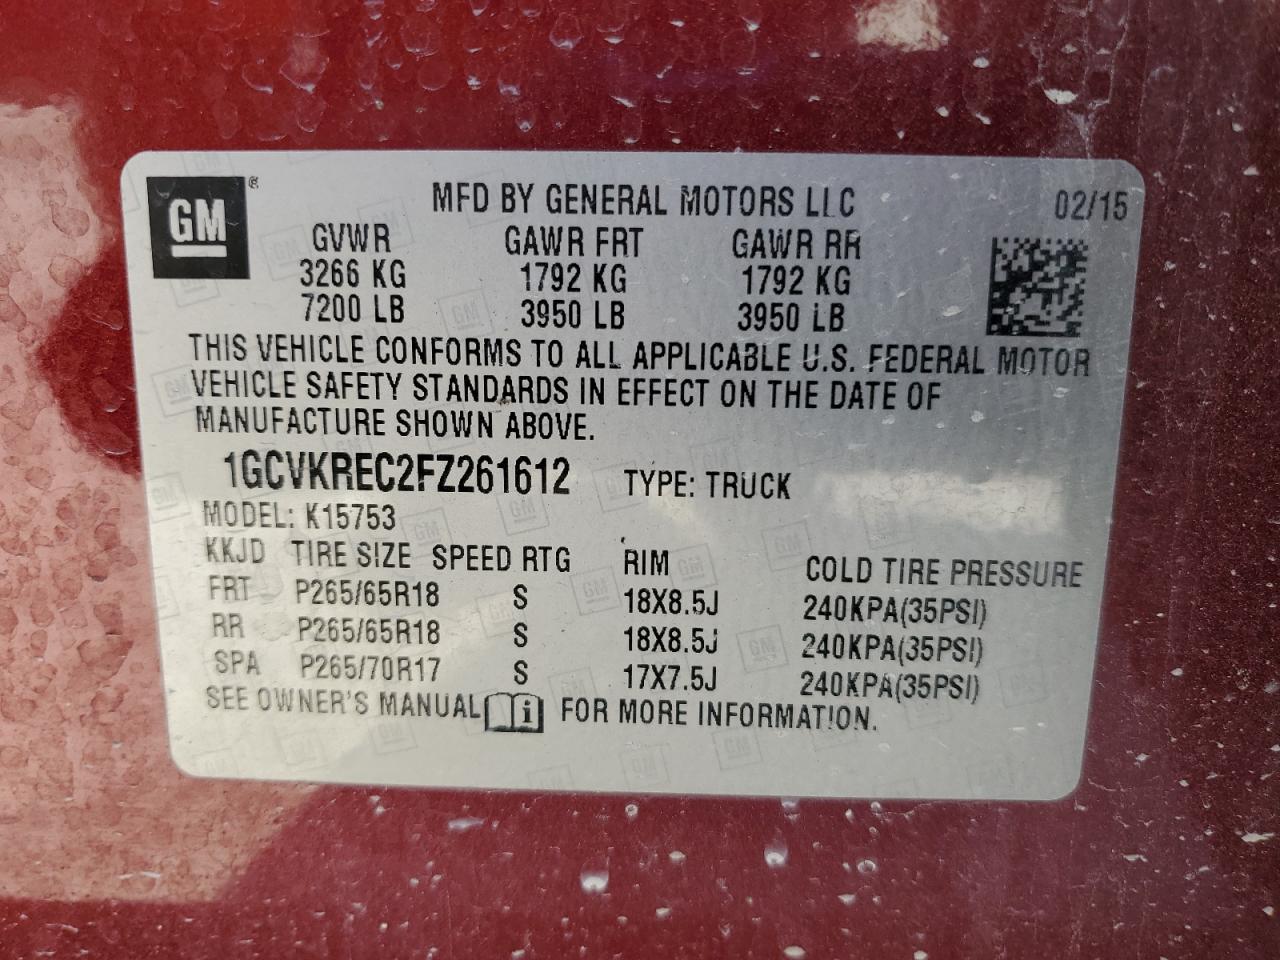 GM ® MFD BY GENERAL MOTORS LLC 02/15
GVWR GAWR FRT GAWR RR
3266 KG 1792 KG 1792 KG
7200 LB 3950 LB 3950 LB
THIS VEHICLE CONFORMS TO ALL APPLICABLE U.S. FEDERAL MOTOR
VEHICLE SAFETY STANDARDS IN EFFECT ON THE DATE OF
MANUFACTURE SHOWN ABOVE.
1GCVKREC2FZ261612 TYPE: TRUCK
MODEL: K15753
KKJD TIRE SIZE SPEED RTG RIM COLD TIRE PRESSURE
FRT P265/65R18 S 18X8.5J 240KPA(35PSI)
RR P265/65R18 S 18X8.5J 240KPA(35PSI)
SPA P265/70R17 S 17X7.5J 240KPA(35PSI)
SEE OWNER'S MANUAL i FOR MORE INFORMATION.